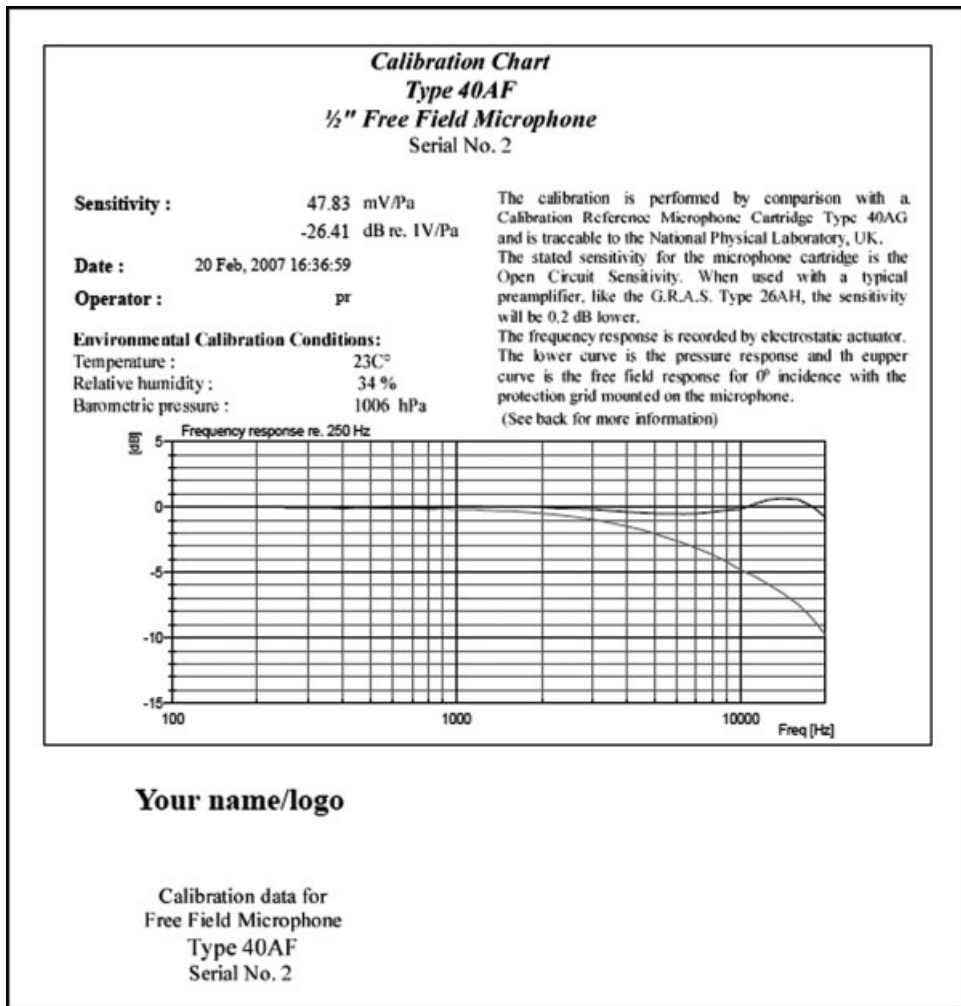 Calibration Chart
Type 40AF
½" Free Field Microphone
Serial No. 2
Sensitivity : 47.83 mV/Pa
-26.41 dB re. 1V/Pa
Date : 20 Feb, 2007 16:36:59
Operator : pr
Environmental Calibration Conditions:
Temperature : 23C°
Relative humidity : 34 %
Barometric pressure : 1006 hPa
The calibration is performed by comparison with a
Calibration Reference Microphone Cartridge Type 40AG
and is traceable to the National Physical Laboratory, UK.
The stated sensitivity for the microphone cartridge is the
Open Circuit Sensitivity. When used with a typical
preamplifier, like the G.R.A.S. Type 26AH, the sensitivity
will be 0,2 dB lower.
The frequency response is recorded by electrostatic actuator.
The lower curve is the pressure response and th eupper
curve is the free field response for 0° incidence with the
protection grid mounted on the microphone.
(See back for more information)
[dB]
Frequency response re. 250 Hz
5
0
-5
-10
-15
100 1000 10000
Freq [Hz]
Your name/logo
Calibration data for
Free Field Microphone
Type 40AF
Serial No. 2